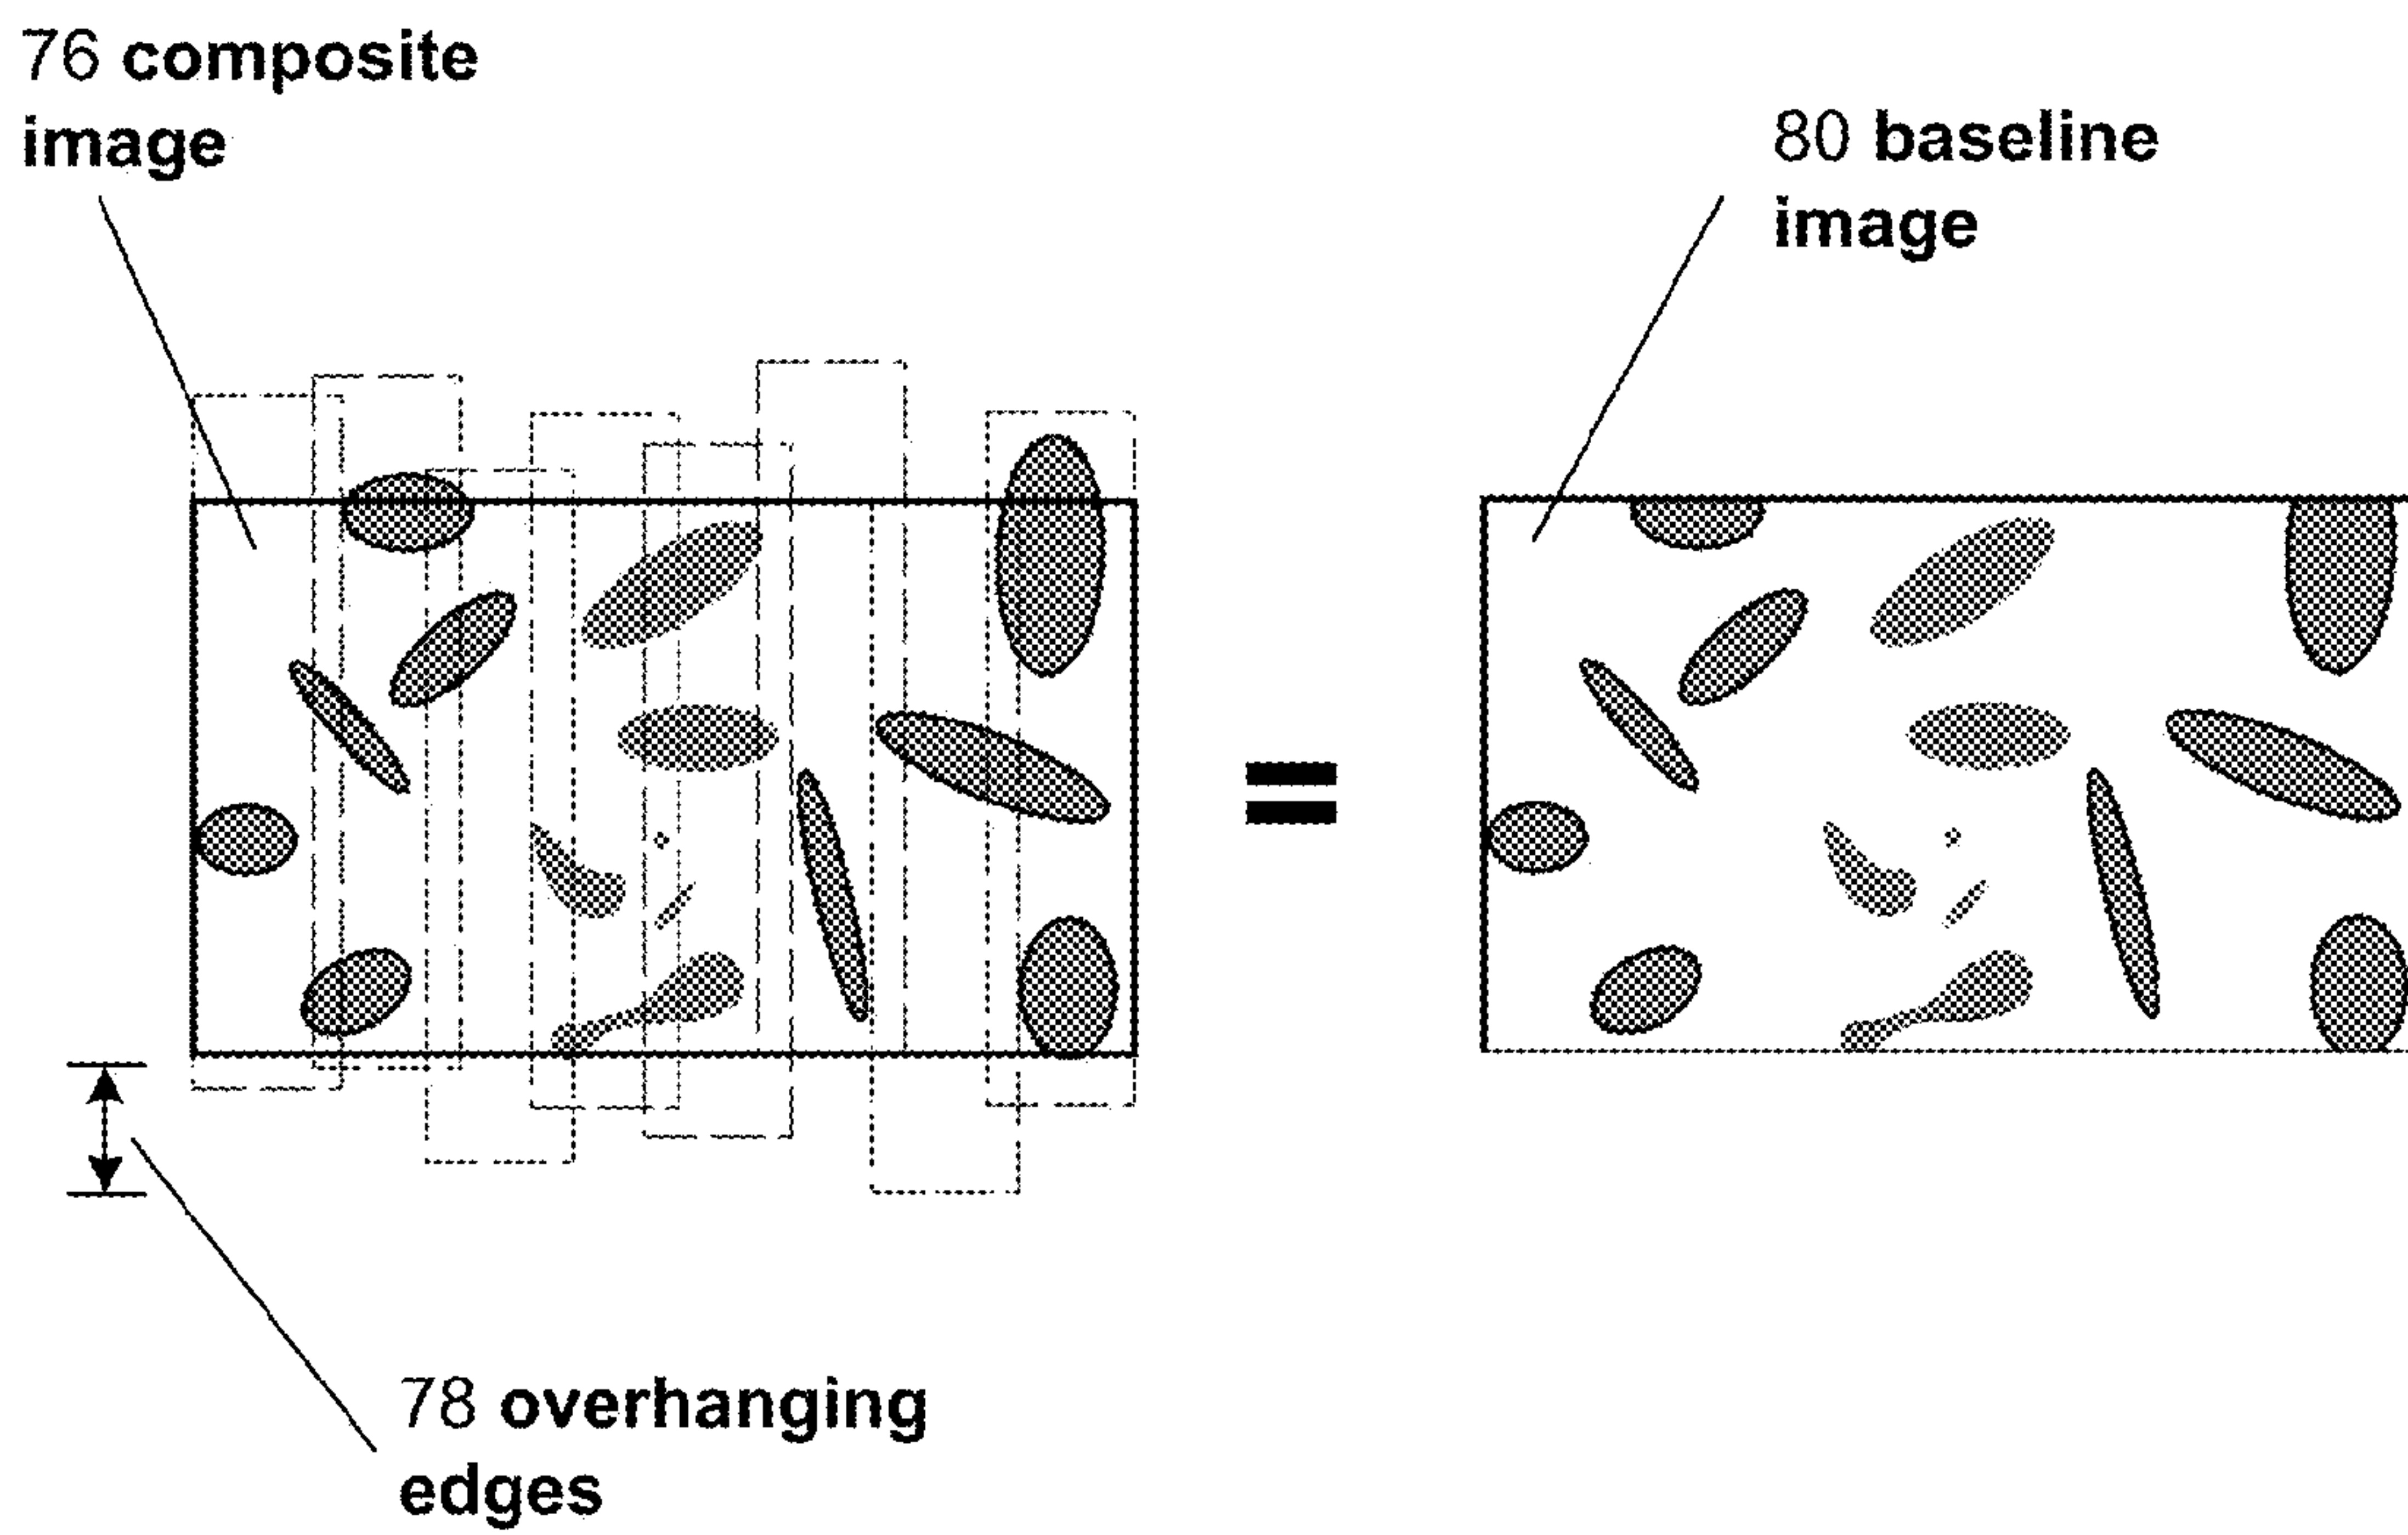 76 composite
image
80 baseline
image
=
78 overhanging
edges